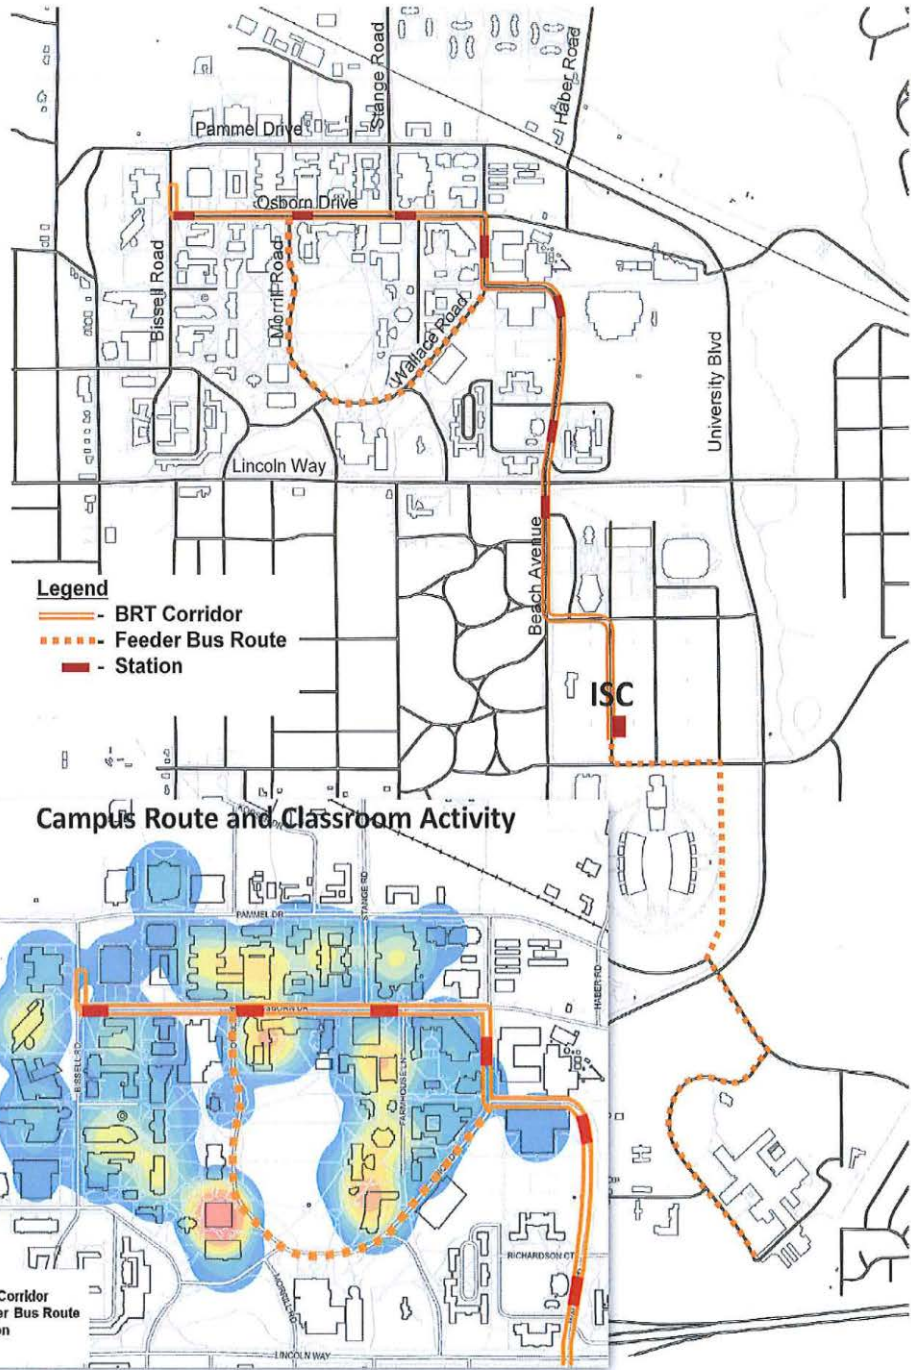 Stange Road
Haber Road
Pammel Drive
Osborn Drive
Bissell Road
Morrill Road
Wallace Road
University Blvd
Lincoln Way
Beach Avenue
Legend
- BRT Corridor
- Feeder Bus Route
- Station
ISC
Campus Route and Classroom Activity
PAMMEL DR
STANGE RD
HABER RD
BISSELL RD
FARMHOUSE LN
RICHARDSON CT
MORRILL RD
LINCOLN WAY
Corridor
er Bus Route
on